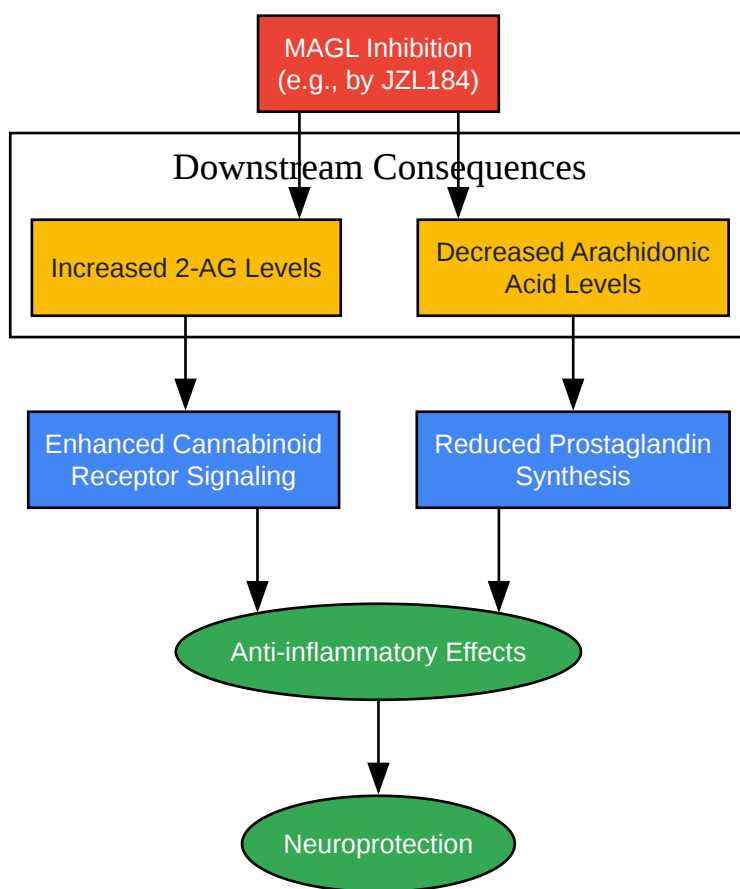 MAGL Inhibition
(e.g., by JZL184)
Downstream Consequences
Increased 2-AG Levels
Decreased Arachidonic
Acid Levels
Enhanced Cannabinoid
Receptor Signaling
Reduced Prostaglandin
Synthesis
Anti-inflammatory Effects
Neuroprotection